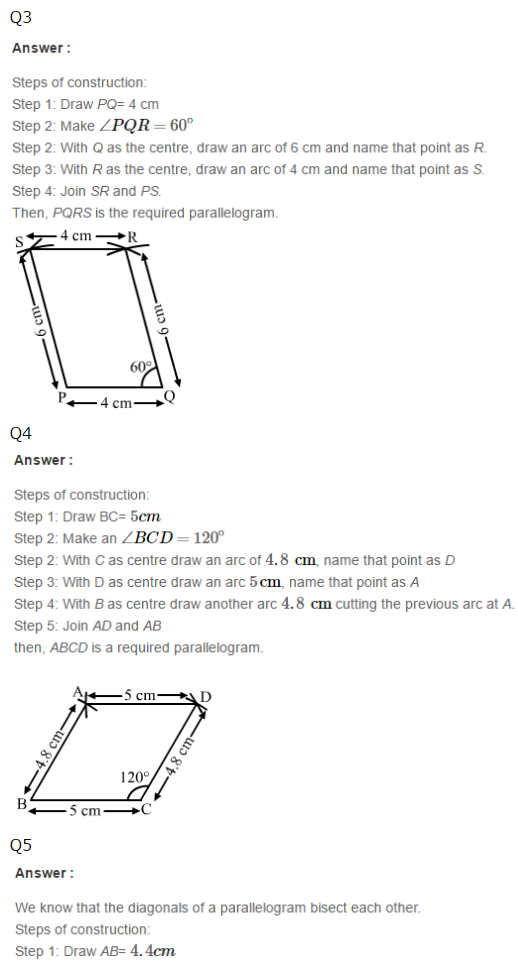 Q3
Answer :
Steps of construction:
Step 1: Draw PQ= 4 cm
Step 2: Make ∠PQR = 60°
Step 2: With Q as the centre, draw an arc of 6 cm and name that point as R.
Step 3: With R as the centre, draw an arc of 4 cm and name that point as S.
Step 4: Join SR and PS.
Then, PQRS is the required parallelogram.
S 4 cm R
6 cm 6 cm
60°
P 4 cm Q
Q4
Answer :
Steps of construction:
Step 1: Draw BC= 5cm
Step 2: Make an ∠BCD = 120°
Step 2: With C as centre draw an arc of 4.8 cm, name that point as D
Step 3: With D as centre draw an arc 5cm, name that point as A
Step 4: With B as centre draw another arc 4.8 cm cutting the previous arc at A.
Step 5: Join AD and AB
then, ABCD is a required parallelogram.
A 5 cm D
4.8 cm 4.8 cm
120°
B 5 cm C
Q5
Answer :
We know that the diagonals of a parallelogram bisect each other.
Steps of construction:
Step 1: Draw AB= 4.4cm